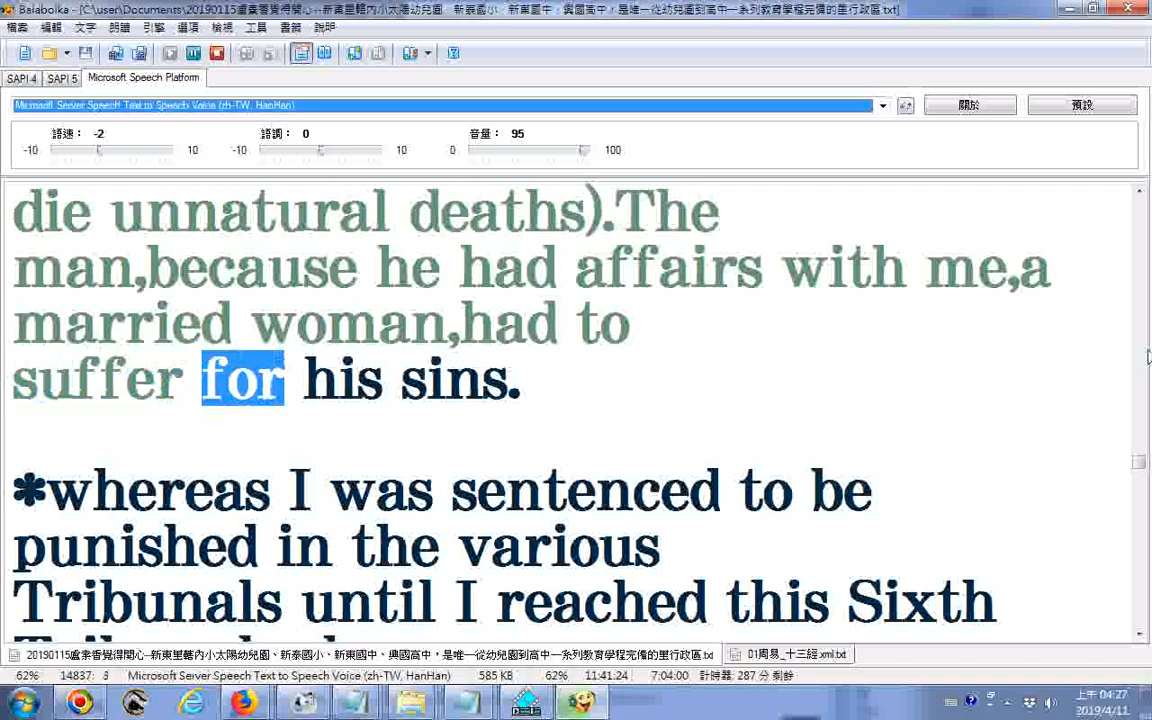 Balabolka - [C:\user\Documents\20190115盧素香覺得開心--新東里轄內小太陽幼兒園、新泰國小、新東國中、興國高中，是唯一從幼兒園到高中一系列教育學程完備的里行政區.txt]
檔案 編輯 文字 朗讀 引擎 選項 檢視 工具 書籤 說明
SAPI 4 SAPI 5 Microsoft Speech Platform
Microsoft Server Speech Text to Speech Voice (zh-TW, HanHan) 關於 預設
語速： -2 語調： 0 音量： 95
-10 10 -10 10 0 100
die unnatural deaths).The
man,because he had affairs with me,a
married woman,had to
suffer for his sins.
*whereas I was sentenced to be
punished in the various
Tribunals until I reached this Sixth
20190115盧素香覺得開心--新東里轄內小太陽幼兒園、新泰國小、新東國中、興國高中，是唯一從幼兒園到高中一系列教育學程完備的里行政區.txt 01周易_十三經.xml.txt
62% 14837: 3 Microsoft Server Speech Text to Speech Voice (zh-TW, HanHan) 585 KB 62% 11:41:24 7:04:00 計時器: 287 分 剩餘
上午 04:27
2019/4/11